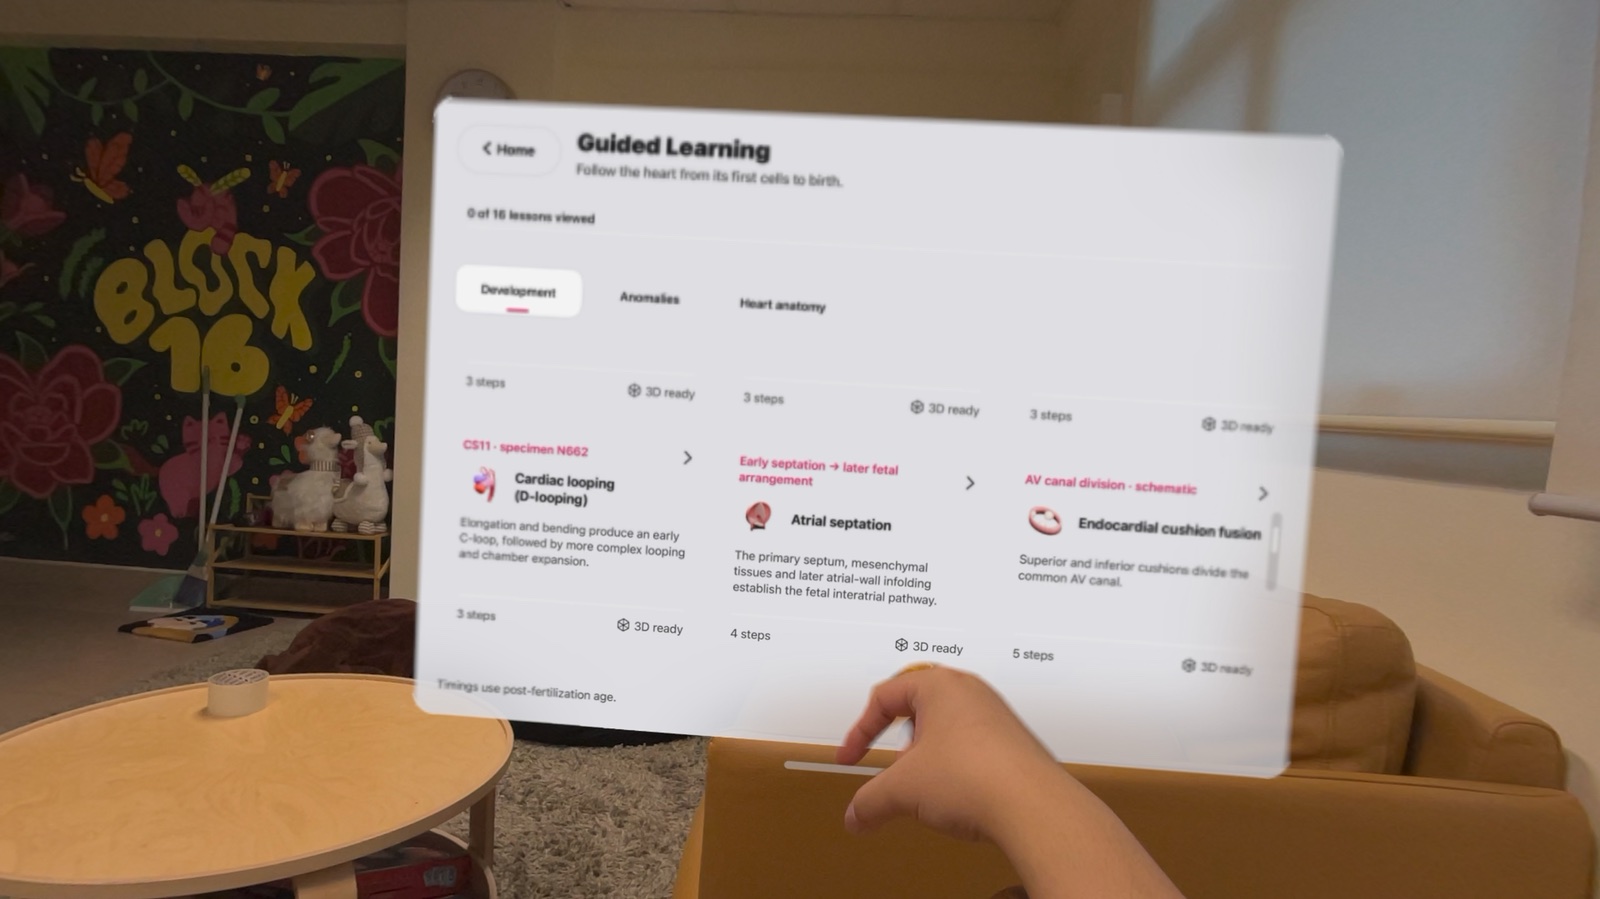 BLOCK
16
Home
Guided Learning
Follow the heart from its first cells to birth.
0 of 16 lessons viewed
Development
Anomalies
Heart anatomy
3 steps
3D ready
3 steps
3D ready
3 steps
3D ready
CS11 · specimen N662
Cardiac looping
(D-looping)
Elongation and bending produce an early
C-loop, followed by more complex looping
and chamber expansion.
3 steps
3D ready
Early septation → later fetal
arrangement
Atrial septation
The primary septum, mesenchymal
tissues and later atrial-wall infolding
establish the fetal interatrial pathway.
4 steps
3D ready
AV canal division · schematic
Endocardial cushion fusion
Superior and inferior cushions divide the
common AV canal.
5 steps
3D ready
Timings use post-fertilization age.